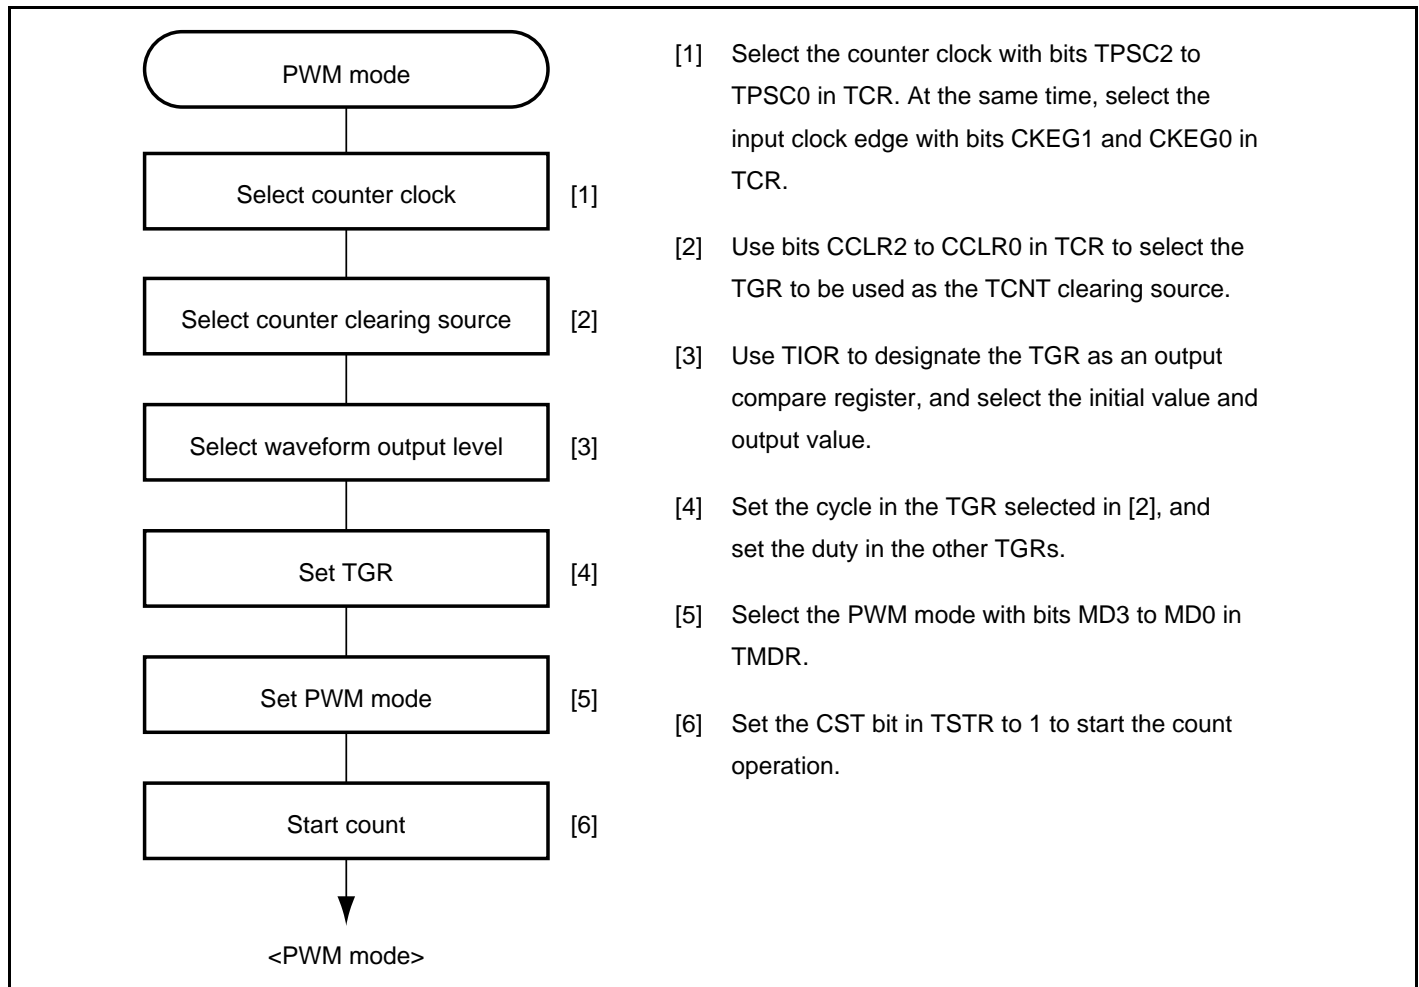 PWM mode
Select counter clock
[1]
Select counter clearing source
[2]
Select waveform output level
[3]
Set TGR
[4]
Set PWM mode
[5]
Start count
[6]
<PWM mode>
[1] Select the counter clock with bits TPSC2 to
TPSC0 in TCR. At the same time, select the
input clock edge with bits CKEG1 and CKEG0 in
TCR.
[2] Use bits CCLR2 to CCLR0 in TCR to select the
TGR to be used as the TCNT clearing source.
[3] Use TIOR to designate the TGR as an output
compare register, and select the initial value and
output value.
[4] Set the cycle in the TGR selected in [2], and
set the duty in the other TGRs.
[5] Select the PWM mode with bits MD3 to MD0 in
TMDR.
[6] Set the CST bit in TSTR to 1 to start the count
operation.